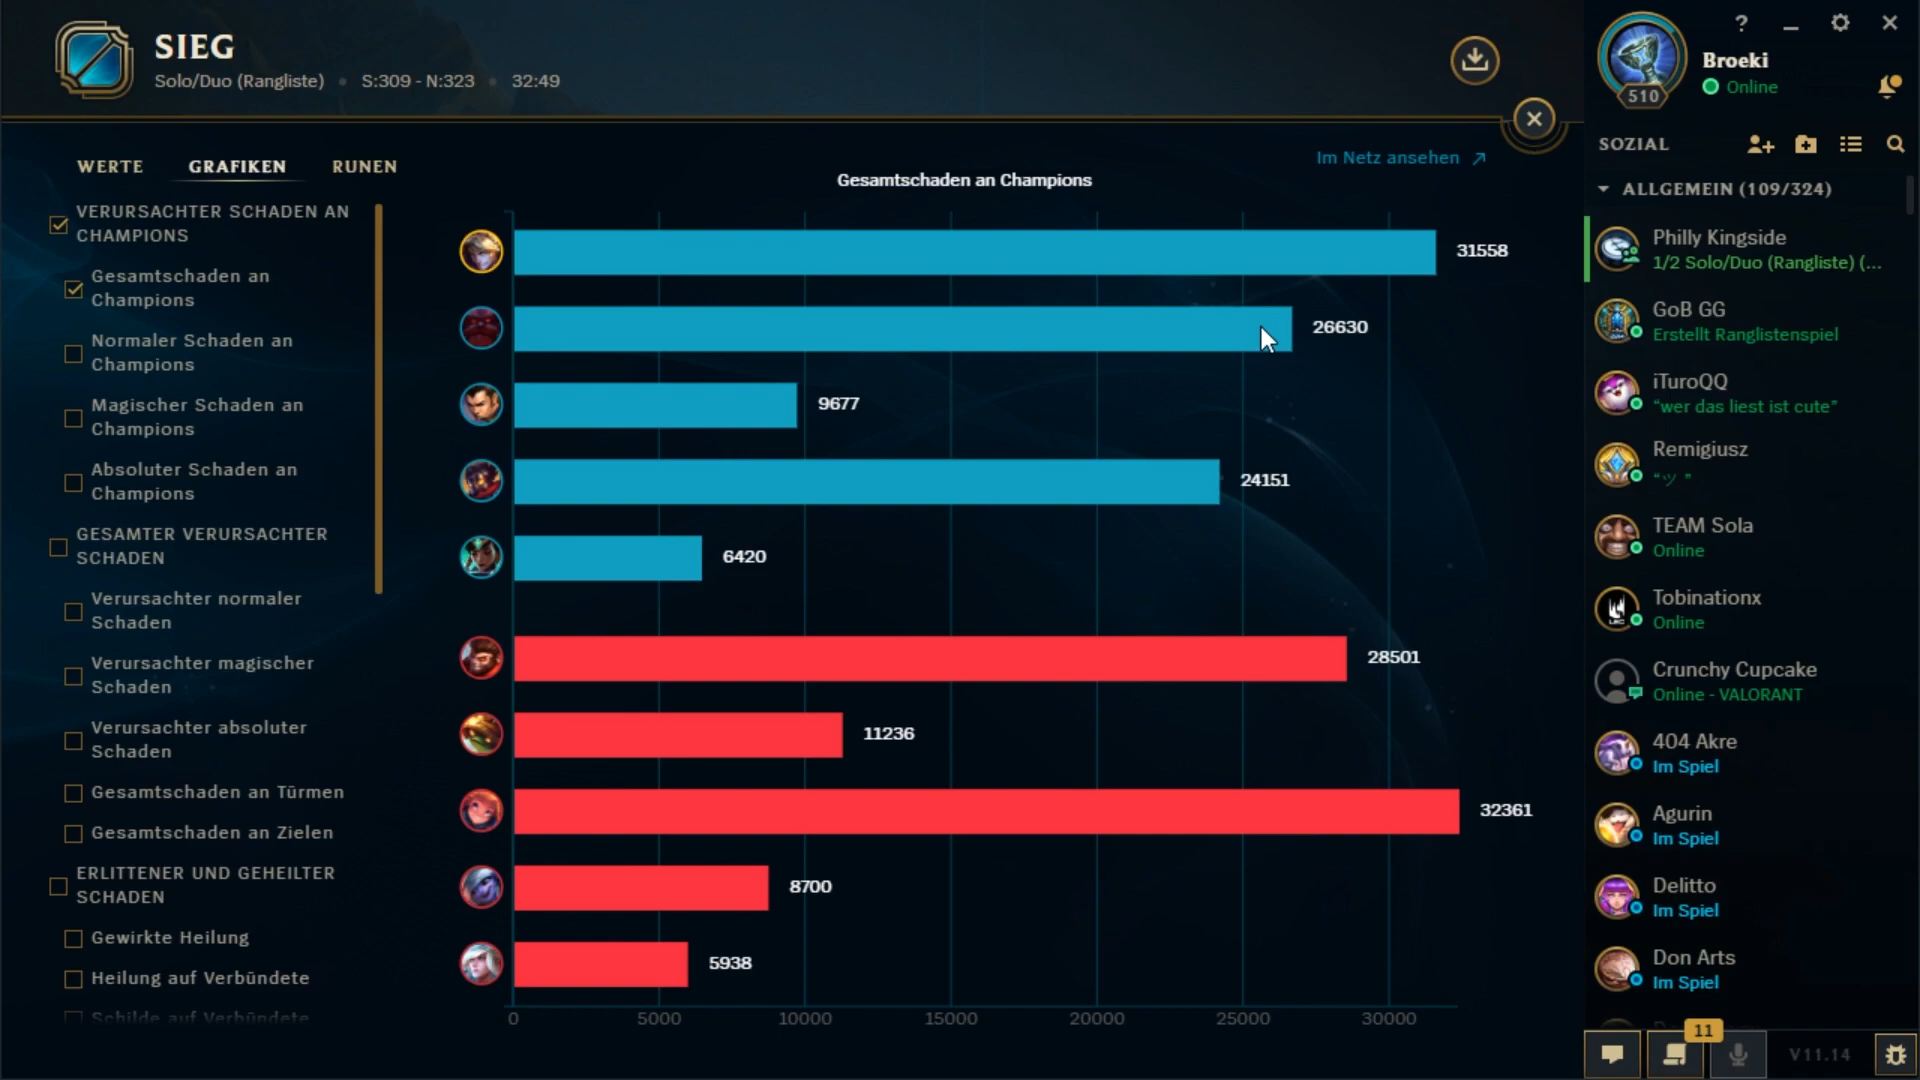 SIEG
Solo/Duo (Rangliste) • S:309 - N:323 • 32:49
WERTE GRAFIKEN RUNEN
VERURSACHTER SCHADEN AN
CHAMPIONS
Gesamtschaden an
Champions
Normaler Schaden an
Champions
Magischer Schaden an
Champions
Absoluter Schaden an
Champions
GESAMTER VERURSACHTER
SCHADEN
Verursachter normaler
Schaden
Verursachter magischer
Schaden
Verursachter absoluter
Schaden
Gesamtschaden an Türmen
Gesamtschaden an Zielen
ERLITTENER UND GEHEILTER
SCHADEN
Gewirkte Heilung
Heilung auf Verbündete
Schilde auf Verbündete
Im Netz ansehen
Gesamtschaden an Champions
31558
26630
9677
24151
6420
28501
11236
32361
8700
5938
0 5000 10000 15000 20000 25000 30000
510
Broeki
Online
SOZIAL
ALLGEMEIN (109/324)
Philly Kingside
1/2 Solo/Duo (Rangliste) (...
GoB GG
Erstellt Ranglistenspiel
iTuroQQ
“wer das liest ist cute”
Remigiusz
“ツ ”
TEAM Sola
Online
Tobinationx
Online
Crunchy Cupcake
Online - VALORANT
404 Akre
Im Spiel
Agurin
Im Spiel
Delitto
Im Spiel
Don Arts
Im Spiel
11
V11.14